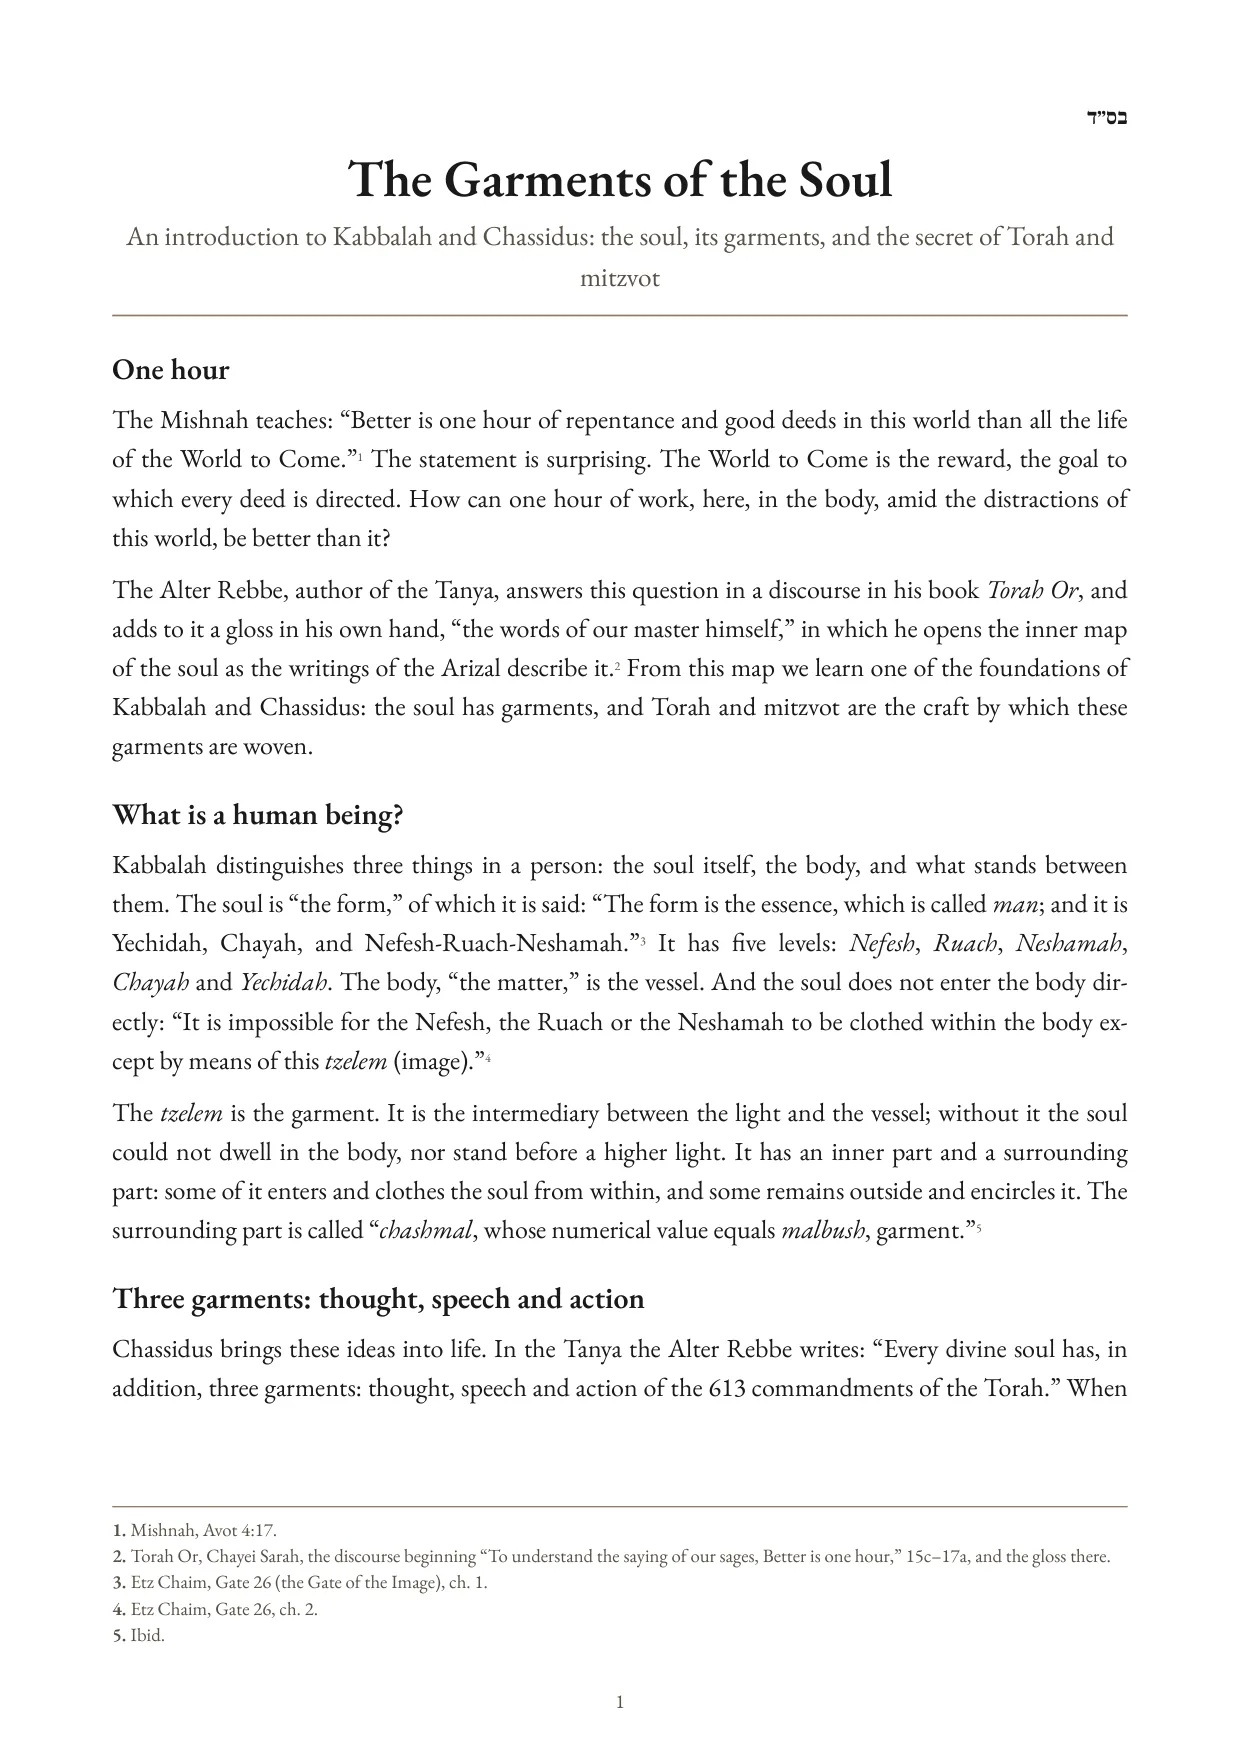 בס”ד
The Garments of the Soul
An introduction to Kabbalah and Chassidus: the soul, its garments, and the secret of Torah and
mitzvot
One hour
The Mishnah teaches: “Better is one hour of repentance and good deeds in this world than all the life
of the World to Come.”1 The statement is surprising. The World to Come is the reward, the goal to
which every deed is directed. How can one hour of work, here, in the body, amid the distractions of
this world, be better than it?
The Alter Rebbe, author of the Tanya, answers this question in a discourse in his book Torah Or, and
adds to it a gloss in his own hand, “the words of our master himself,” in which he opens the inner map
of the soul as the writings of the Arizal describe it.2 From this map we learn one of the foundations of
Kabbalah and Chassidus: the soul has garments, and Torah and mitzvot are the craft by which these
garments are woven.
What is a human being?
Kabbalah distinguishes three things in a person: the soul itself, the body, and what stands between
them. The soul is “the form,” of which it is said: “The form is the essence, which is called man; and it is
Yechidah, Chayah, and Nefesh-Ruach-Neshamah.”3 It has five levels: Nefesh, Ruach, Neshamah,
Chayah and Yechidah. The body, “the matter,” is the vessel. And the soul does not enter the body dir-
ectly: “It is impossible for the Nefesh, the Ruach or the Neshamah to be clothed within the body ex-
cept by means of this tzelem (image).”4
The tzelem is the garment. It is the intermediary between the light and the vessel; without it the soul
could not dwell in the body, nor stand before a higher light. It has an inner part and a surrounding
part: some of it enters and clothes the soul from within, and some remains outside and encircles it. The
surrounding part is called “chashmal, whose numerical value equals malbush, garment.”5
Three garments: thought, speech and action
Chassidus brings these ideas into life. In the Tanya the Alter Rebbe writes: “Every divine soul has, in
addition, three garments: thought, speech and action of the 613 commandments of the Torah.” When
1. Mishnah, Avot 4:17.
2. Torah Or, Chayei Sarah, the discourse beginning “To understand the saying of our sages, Better is one hour,” 15c–17a, and the gloss there.
3. Etz Chaim, Gate 26 (the Gate of the Image), ch. 1.
4. Etz Chaim, Gate 26, ch. 2.
5. Ibid.
1